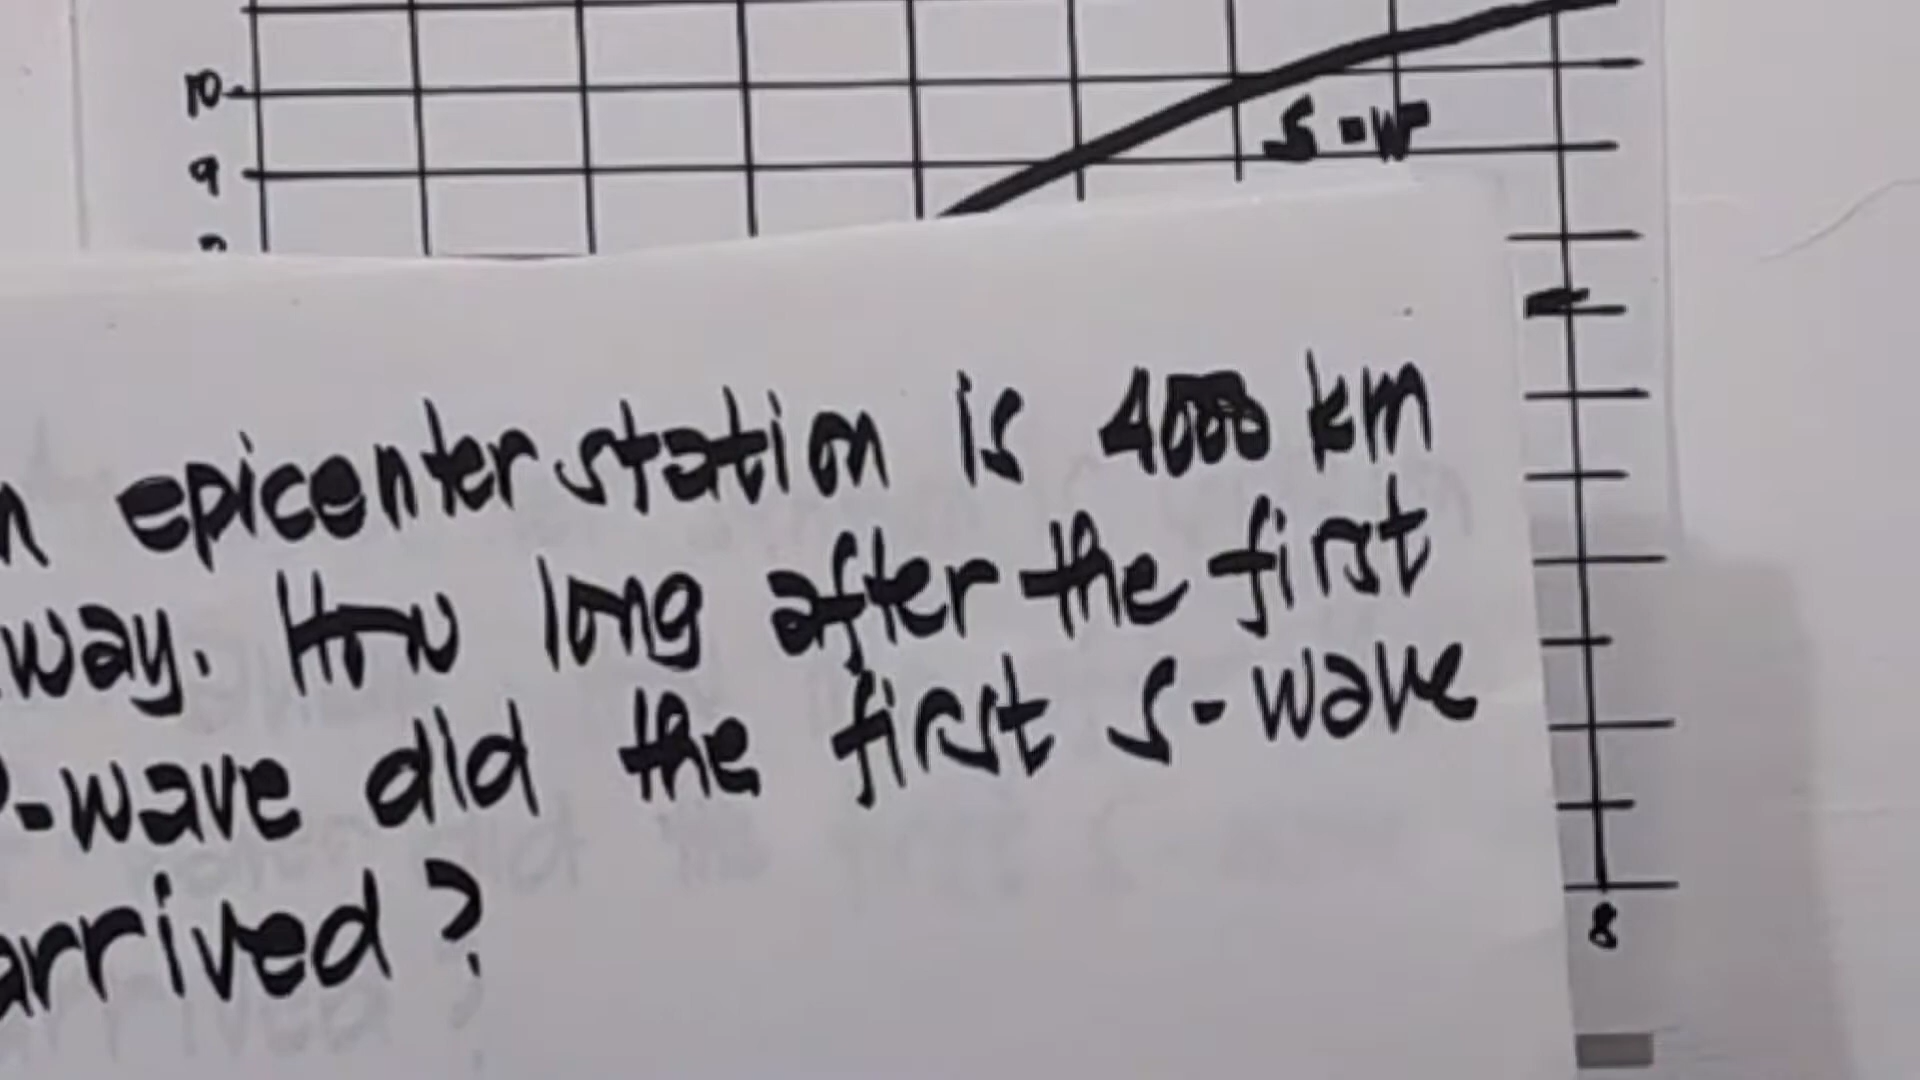 10
9
S-W
epicenter station is 4000 km
way. How long after the first
-wave did the first S-wave
arrived?
8